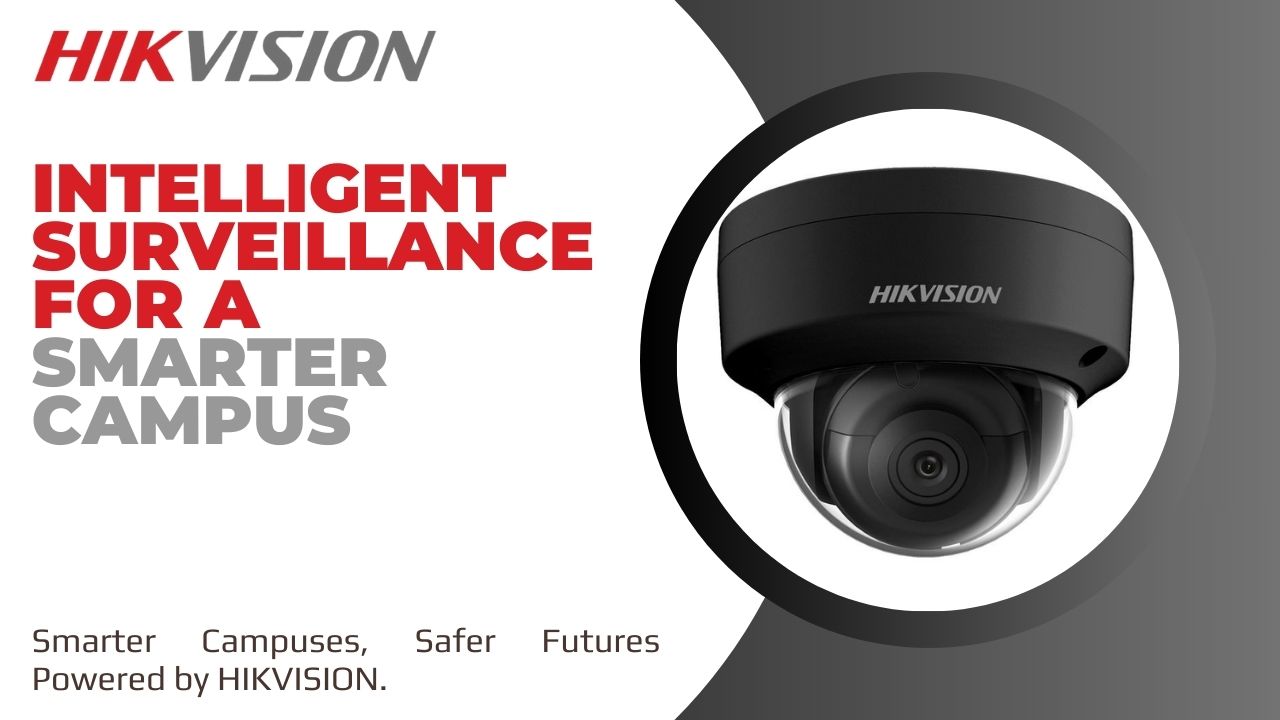 HIKVISION
INTELLIGENT
SURVEILLANCE
FOR A
SMARTER
CAMPUS
HIKVISION
Smarter Campuses, Safer Futures
Powered by HIKVISION.